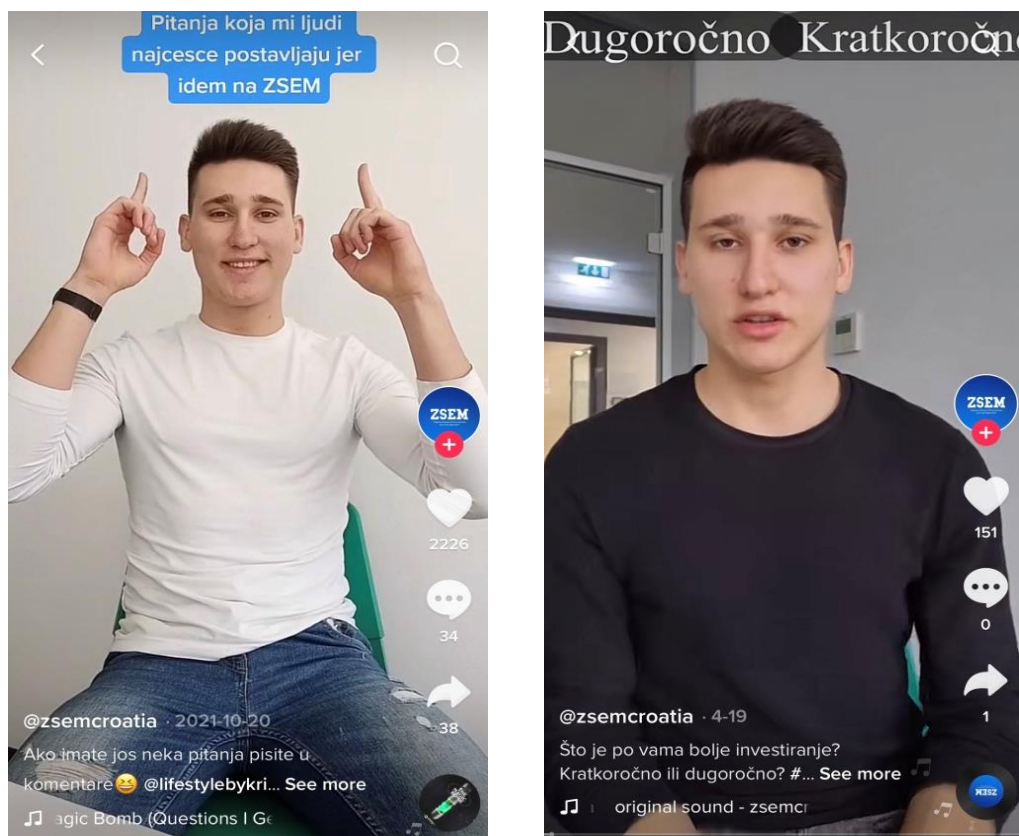 Pitanja koja mi ljudi
najcesce postavljaju jer
idem na ZSEM
ZSEM
2226
34
38
@zsemcroatia · 2021-10-20
Ako imate jos neka pitanja pisite u
komentare😆 @lifestylebykri... See more
agic Bomb (Questions I Ge
Dugoročno Kratkoročno
ZSEM
151
0
1
@zsemcroatia · 4-19
Što je po vama bolje investiranje?
Kratkoročno ili dugoročno? #... See more
original sound - zsemcr